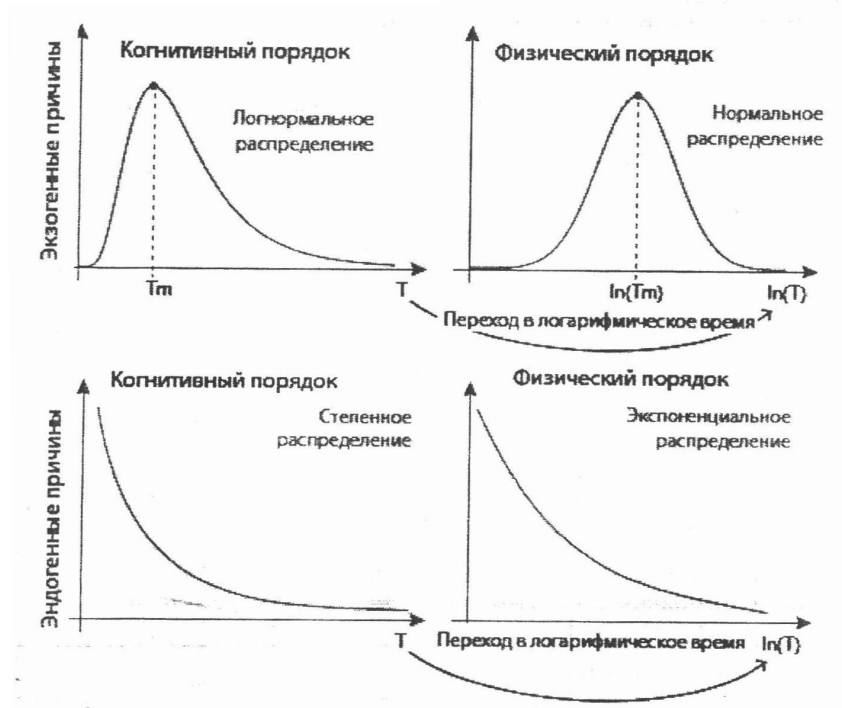 Когнитивный порядок
Экзогенные причины
Логнормальное
распределение
Tm
T
Физический порядок
Нормальное
распределение
ln{Tm}
ln{T}
Переход в логарифмическое время
Когнитивный порядок
Эндогенные причины
Степенное
распределение
T
Физический порядок
Экспоненциальное
распределение
Переход в логарифмическое время
ln{T}